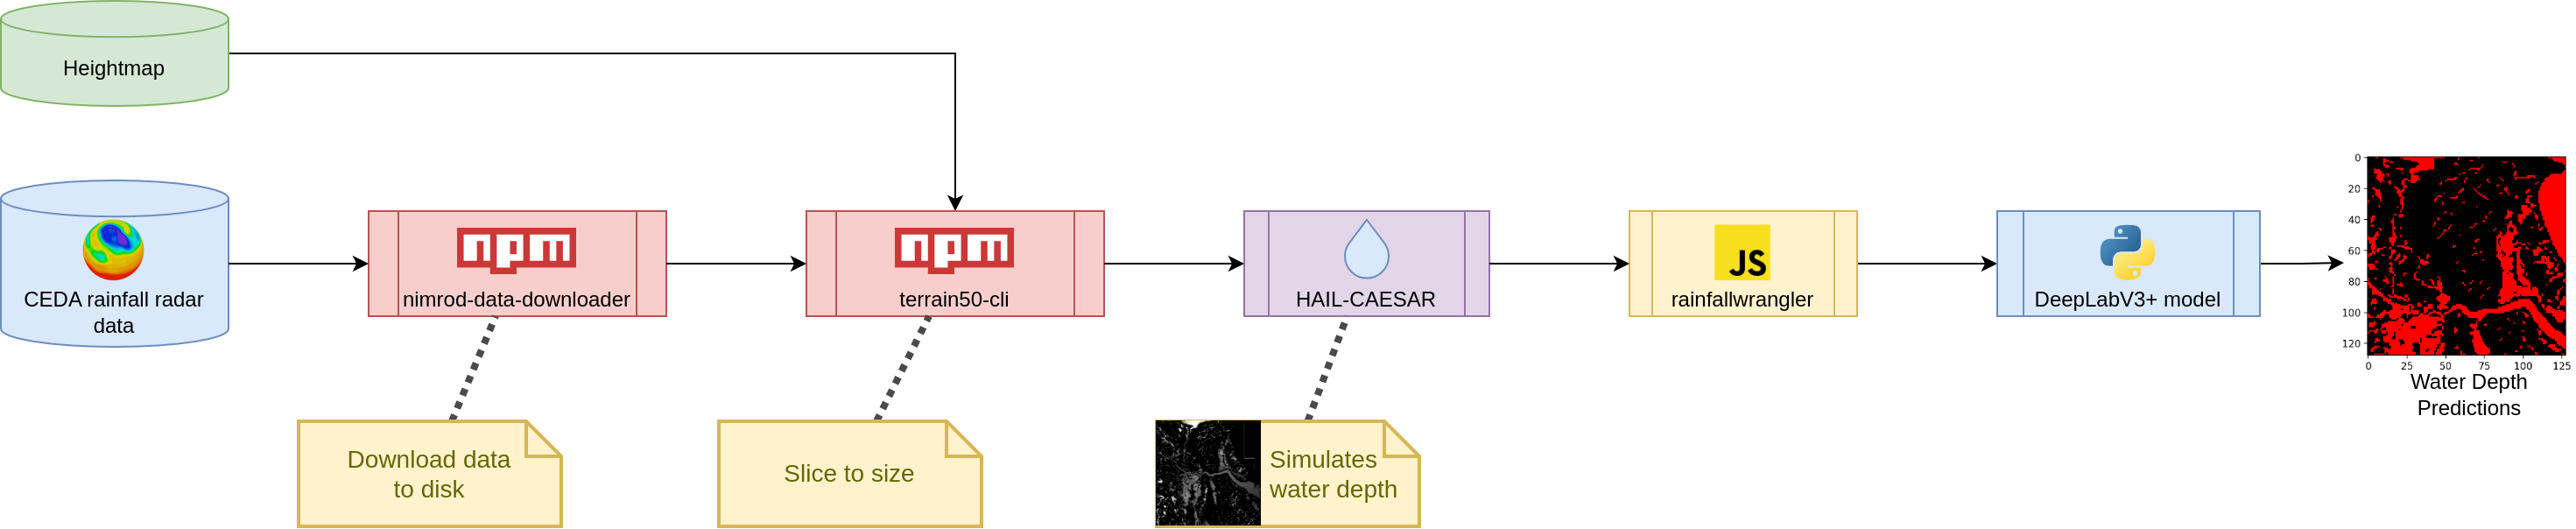 Heightmap
CEDA rainfall radar
data
npm
nimrod-data-downloader
npm
terrain50-cli
HAIL-CAESAR
JS
rainfallwrangler
DeepLabV3+ model
0
20
40
60
80
100
120
0 25 50 75 100 125
Water Depth
Predictions
Download data
to disk
Slice to size
Simulates
water depth